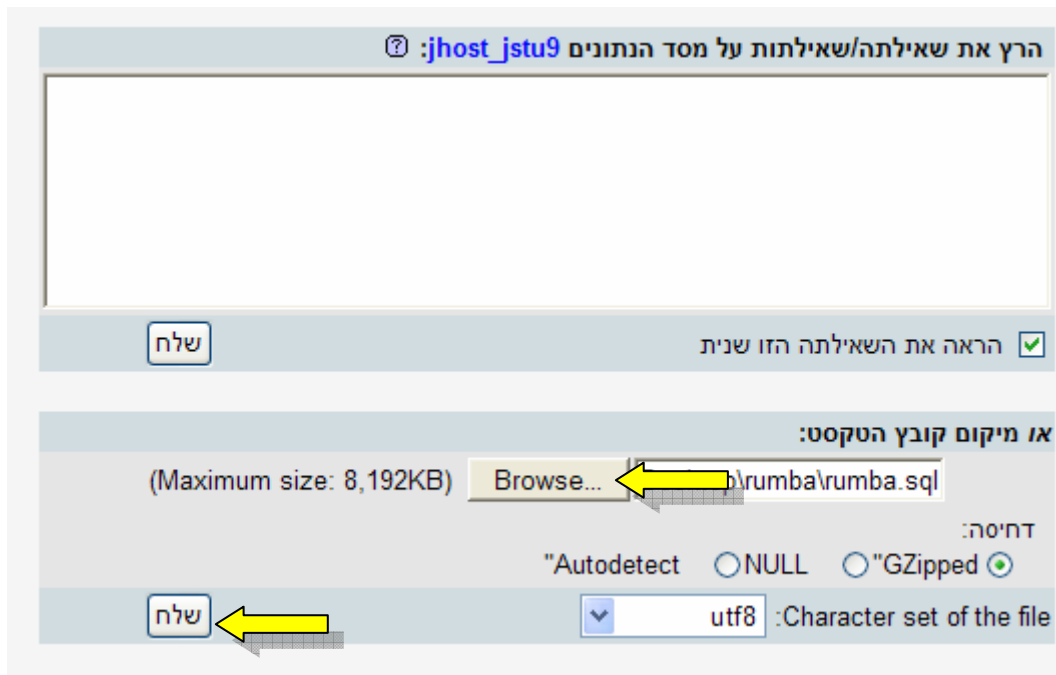 הרץ את שאילתה/שאילתות על מסד הנתונים jhost_jstu9:
שלח
הראה את השאילתה הזו שנית
או מיקום קובץ הטקסט:
\rumba\rumba.sql Browse... (Maximum size: 8,192KB)
דחיסה:
"Autodetect NULL "GZipped
שלח utf8 :Character set of the file